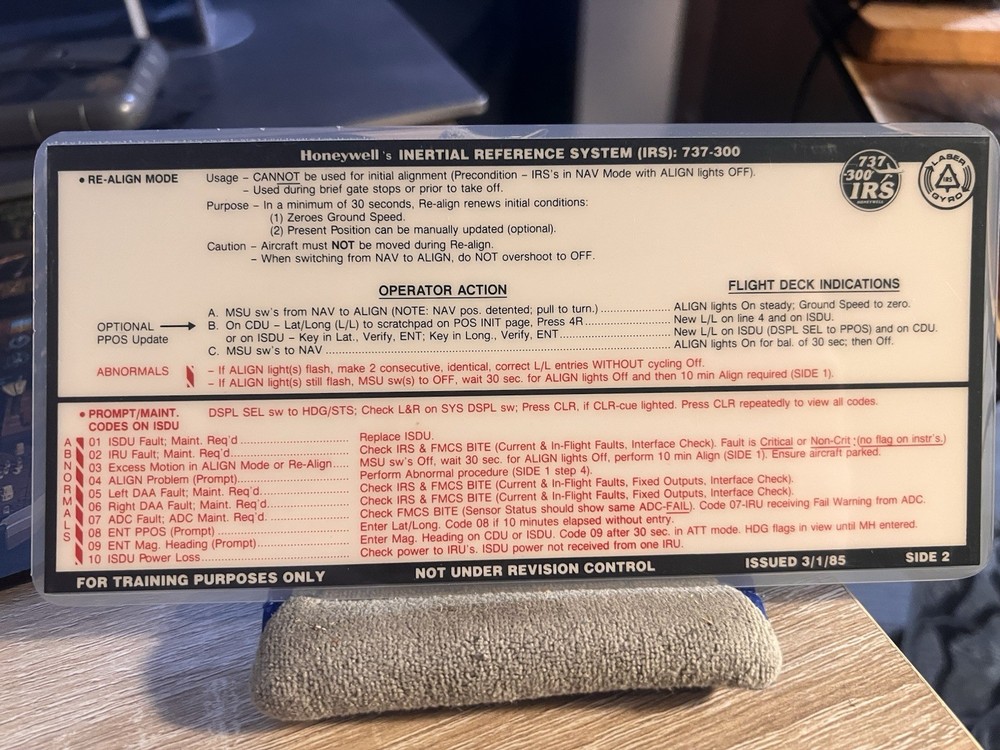 Honeywell's INERTIAL REFERENCE SYSTEM (IRS): 737-300
737
-300
IRS
HONEYWELL
LASER
IRS
GYRO
• RE-ALIGN MODE
Usage – CANNOT be used for initial alignment (Precondition – IRS's in NAV Mode with ALIGN lights OFF).
– Used during brief gate stops or prior to take off.
Purpose – In a minimum of 30 seconds, Re-align renews initial conditions:
(1) Zeroes Ground Speed.
(2) Present Position can be manually updated (optional).
Caution – Aircraft must NOT be moved during Re-align.
– When switching from NAV to ALIGN, do NOT overshoot to OFF.
OPERATOR ACTION FLIGHT DECK INDICATIONS
A. MSU sw's from NAV to ALIGN (NOTE: NAV pos. detented; pull to turn.) ........ ALIGN lights On steady; Ground Speed to zero.
OPTIONAL → B. On CDU – Lat/Long (L/L) to scratchpad on POS INIT page, Press 4R ........ New L/L on line 4 and on ISDU.
PPOS Update or on ISDU – Key in Lat., Verify, ENT; Key in Long., Verify, ENT ........ New L/L on ISDU (DSPL SEL to PPOS) and on CDU.
C. MSU sw's to NAV ........ ALIGN lights On for bal. of 30 sec; then Off.
ABNORMALS – If ALIGN light(s) flash, make 2 consecutive, identical, correct L/L entries WITHOUT cycling Off.
– If ALIGN light(s) still flash, MSU sw(s) to OFF, wait 30 sec. for ALIGN lights Off and then 10 min Align required (SIDE 1).
• PROMPT/MAINT. DSPL SEL sw to HDG/STS; Check L&R on SYS DSPL sw; Press CLR, if CLR-cue lighted. Press CLR repeatedly to view all codes.
CODES ON ISDU
ABNORMALS
01 ISDU Fault; Maint. Req'd ........ Replace ISDU.
02 IRU Fault; Maint. Req'd ........ Check IRS & FMCS BITE (Current & In-Flight Faults, Interface Check). Fault is Critical or Non-Crit ;(no flag on instr's.)
03 Excess Motion in ALIGN Mode or Re-Align .... MSU sw's Off, wait 30 sec. for ALIGN lights Off, perform 10 min Align (SIDE 1). Ensure aircraft parked.
04 ALIGN Problem (Prompt) ........ Perform Abnormal procedure (SIDE 1 step 4).
05 Left DAA Fault; Maint. Req'd ........ Check IRS & FMCS BITE (Current & In-Flight Faults, Fixed Outputs, Interface Check).
06 Right DAA Fault; Maint. Req'd ........ Check IRS & FMCS BITE (Current & In-Flight Faults, Fixed Outputs, Interface Check).
07 ADC Fault; ADC Maint. Req'd ........ Check FMCS BITE (Sensor Status should show same ADC-FAIL). Code 07-IRU receiving Fail Warning from ADC.
08 ENT PPOS (Prompt) ........ Enter Lat/Long. Code 08 if 10 minutes elapsed without entry.
09 ENT Mag. Heading (Prompt) ........ Enter Mag. Heading on CDU or ISDU. Code 09 after 30 sec. in ATT mode. HDG flags in view until MH entered.
10 ISDU Power Loss ........ Check power to IRU's. ISDU power not received from one IRU.
FOR TRAINING PURPOSES ONLY NOT UNDER REVISION CONTROL ISSUED 3/1/85 SIDE 2